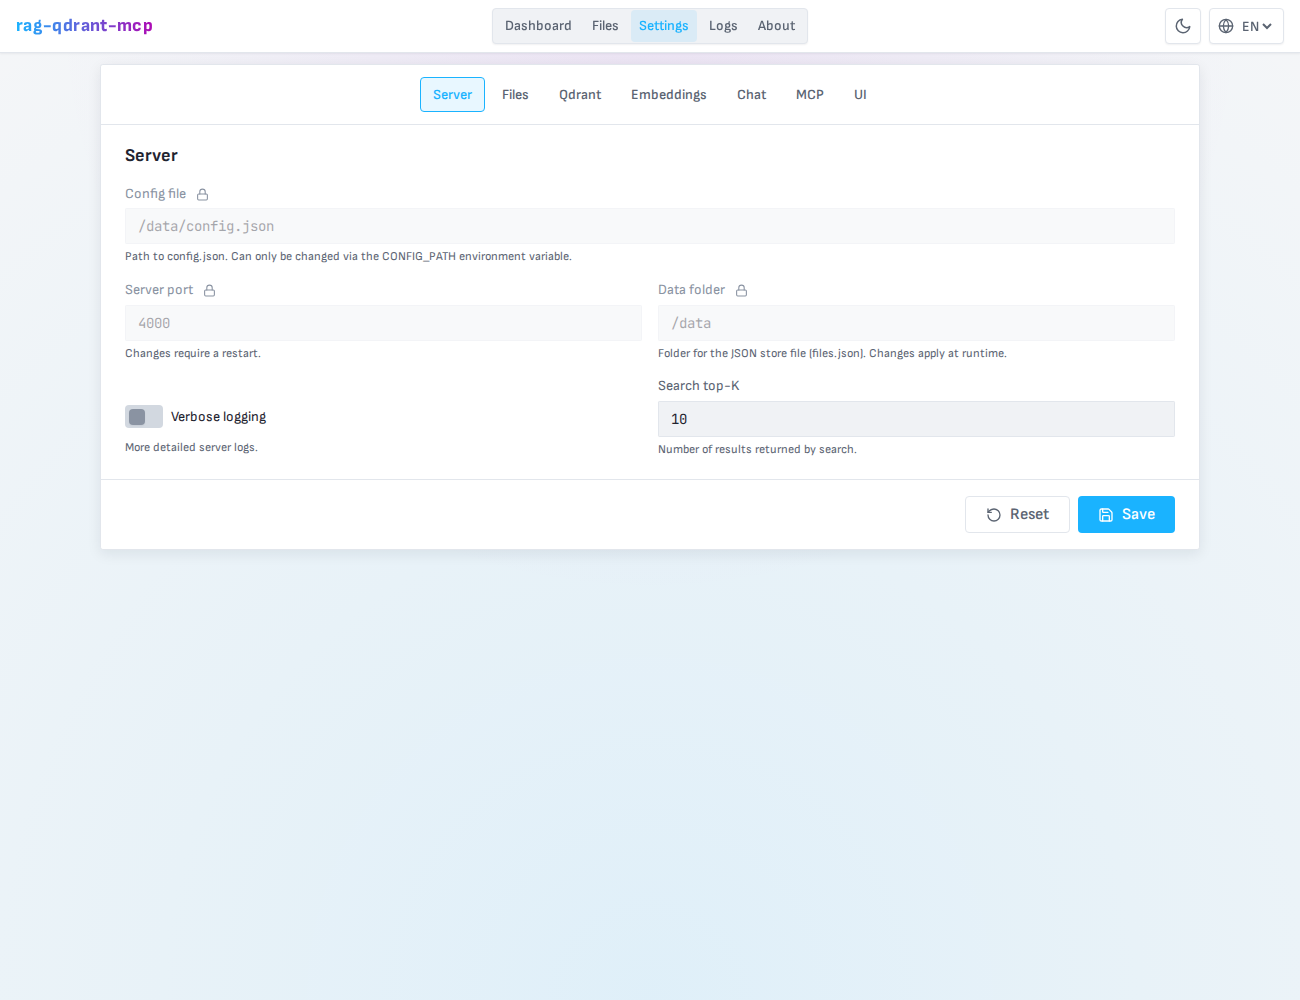 rag-qdrant-mcp
Dashboard Files Settings Logs About
EN
Server Files Qdrant Embeddings Chat MCP UI
Server
Config file
/data/config.json
Path to config.json. Can only be changed via the CONFIG_PATH environment variable.
Server port
4000
Changes require a restart.
Data folder
/data
Folder for the JSON store file (files.json). Changes apply at runtime.
Verbose logging
More detailed server logs.
Search top-K
10
Number of results returned by search.
Reset
Save